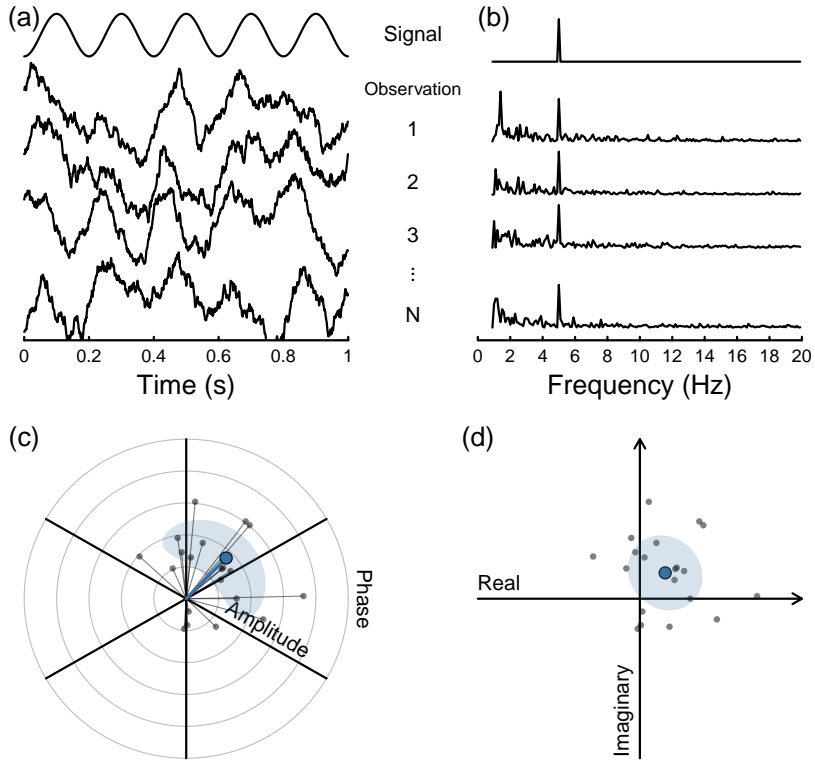 (a)
Signal
(b)
Observation
1
2
3
⋮
N
0 0.2 0.4 0.6 0.8 1
Time (s)
0 2 4 6 8 10 12 14 16 18 20
Frequency (Hz)
(c)
Phase
Amplitude
(d)
Real
Imaginary